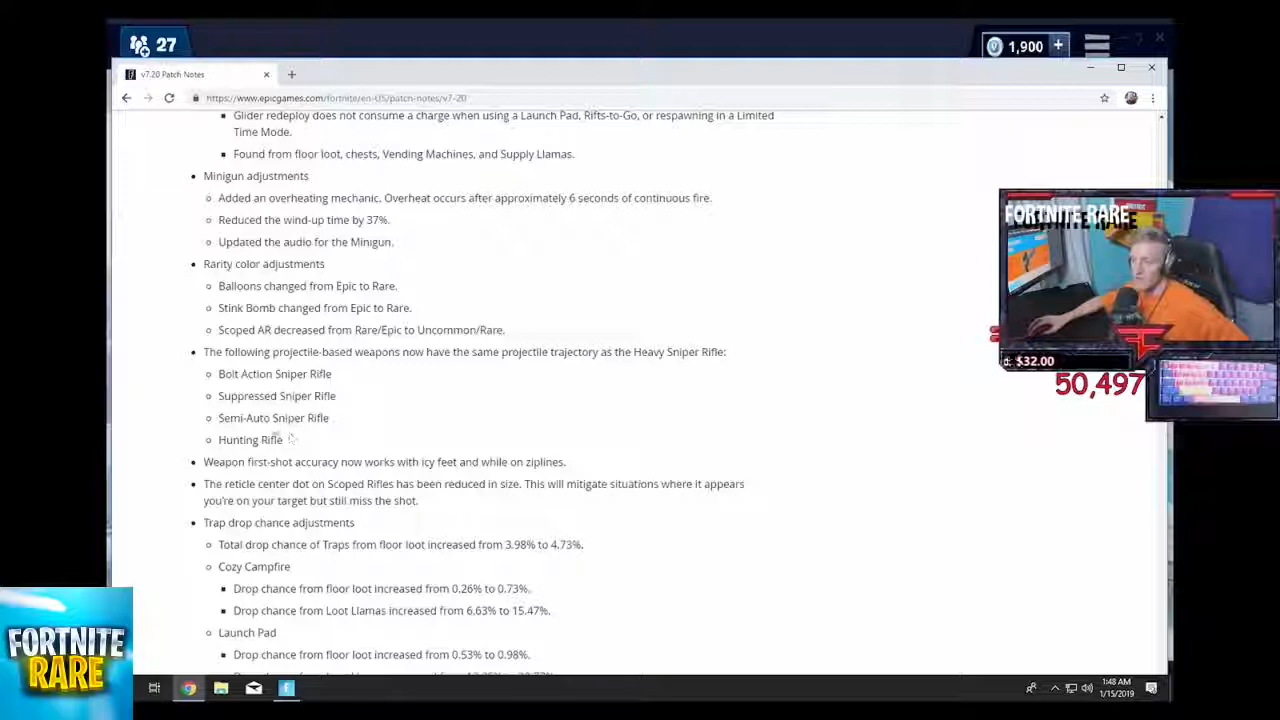 27
1,900 +
v7.20 Patch Notes
https://www.epicgames.com/fortnite/en-US/patch-notes/v7-20
Glider redeploy does not consume a charge when using a Launch Pad, Rifts-to-Go, or respawning in a Limited
Time Mode.
Found from floor loot, chests, Vending Machines, and Supply Llamas.
Minigun adjustments
Added an overheating mechanic. Overheat occurs after approximately 6 seconds of continuous fire.
Reduced the wind-up time by 37%.
Updated the audio for the Minigun.
Rarity color adjustments
Balloons changed from Epic to Rare.
Stink Bomb changed from Epic to Rare.
Scoped AR decreased from Rare/Epic to Uncommon/Rare.
The following projectile-based weapons now have the same projectile trajectory as the Heavy Sniper Rifle:
Bolt Action Sniper Rifle
Suppressed Sniper Rifle
Semi-Auto Sniper Rifle
Hunting Rifle
Weapon first-shot accuracy now works with icy feet and while on ziplines.
The reticle center dot on Scoped Rifles has been reduced in size. This will mitigate situations where it appears
you're on your target but still miss the shot.
Trap drop chance adjustments
Total drop chance of Traps from floor loot increased from 3.98% to 4.73%.
Cozy Campfire
Drop chance from floor loot increased from 0.26% to 0.73%.
Drop chance from Loot Llamas increased from 6.63% to 15.47%.
Launch Pad
Drop chance from floor loot increased from 0.53% to 0.98%.
FORTNITE RARE
FORTNITE RARE
$32.00
50,497
FORTNITE
RARE
1:48 AM
1/15/2019